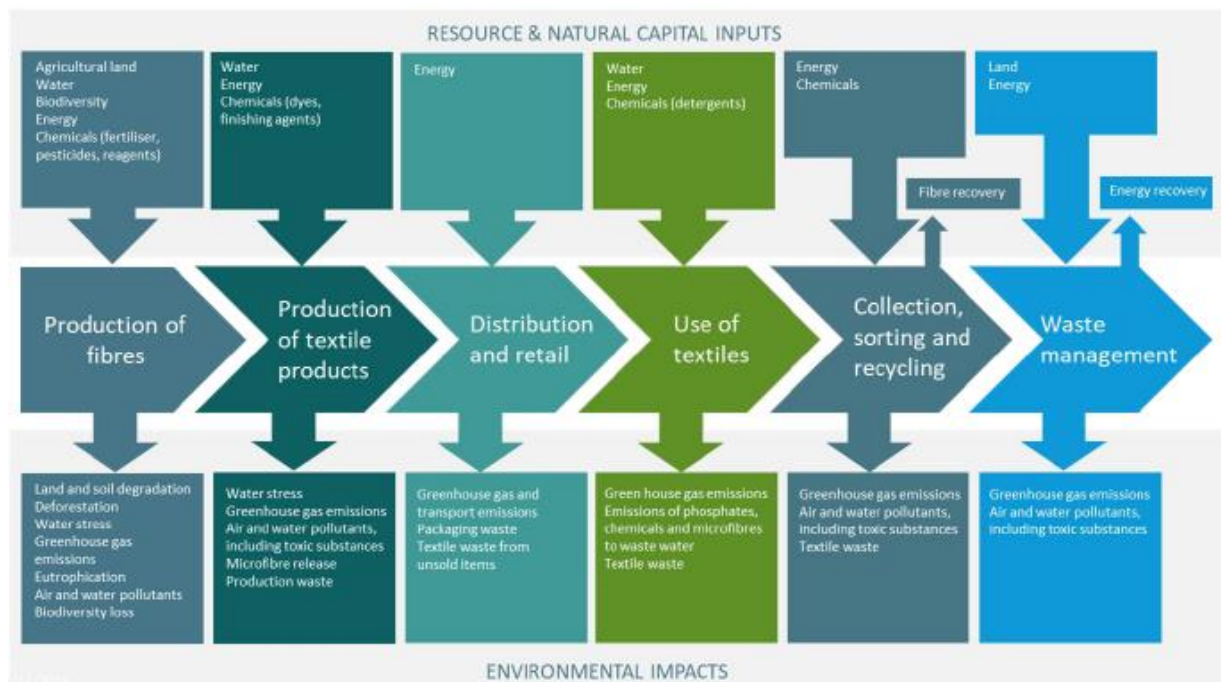 RESOURCE & NATURAL CAPITAL INPUTS
Agricultural land
Water
Biodiversity
Energy
Chemicals (fertiliser,
pesticides, reagents)
Water
Energy
Chemicals (dyes,
finishing agents)
Energy
Water
Energy
Chemicals (detergents)
Energy
Chemicals
Land
Energy
Fibre recovery
Energy recovery
Production of
fibres
Production
of textile
products
Distribution
and retail
Use of
textiles
Collection,
sorting and
recycling
Waste
management
Land and soil degradation
Deforestation
Water stress
Greenhouse gas
emissions
Eutrophication
Air and water pollutants
Biodiversity loss
Water stress
Greenhouse gas emissions
Air and water pollutants,
including toxic substances
Microfibre release
Production waste
Greenhouse gas and
transport emissions
Packaging waste
Textile waste from
unsold items
Green house gas emissions
Emissions of phosphates,
chemicals and microfibres
to waste water
Textile waste
Greenhouse gas emissions
Air and water pollutants,
including toxic substances
Textile waste
Greenhouse gas emissions
Air and water pollutants,
including toxic substances
ENVIRONMENTAL IMPACTS